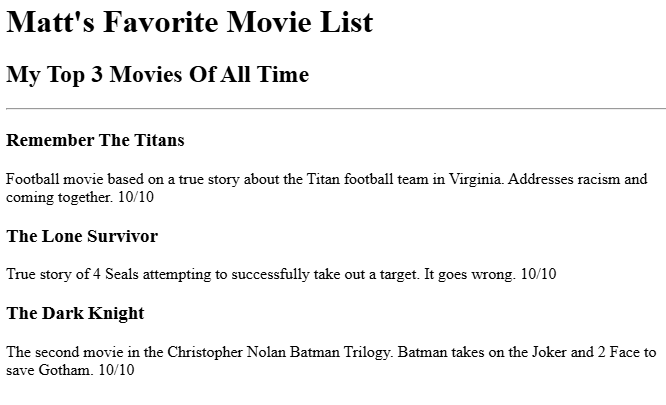 Matt's Favorite Movie List
My Top 3 Movies Of All Time
Remember The Titans
Football movie based on a true story about the Titan football team in Virginia. Addresses racism and
coming together. 10/10
The Lone Survivor
True story of 4 Seals attempting to successfully take out a target. It goes wrong. 10/10
The Dark Knight
The second movie in the Christopher Nolan Batman Trilogy. Batman takes on the Joker and 2 Face to
save Gotham. 10/10